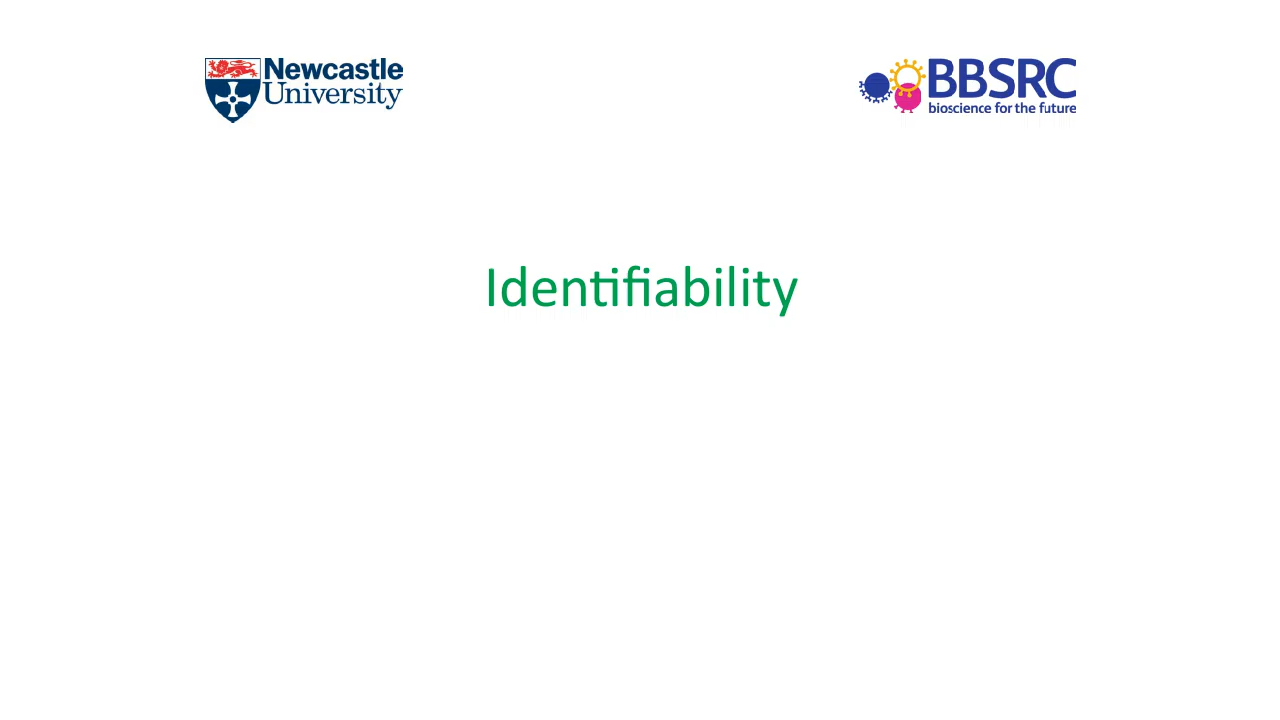 Newcastle
University
BBSRC
bioscience for the future
Identifiability